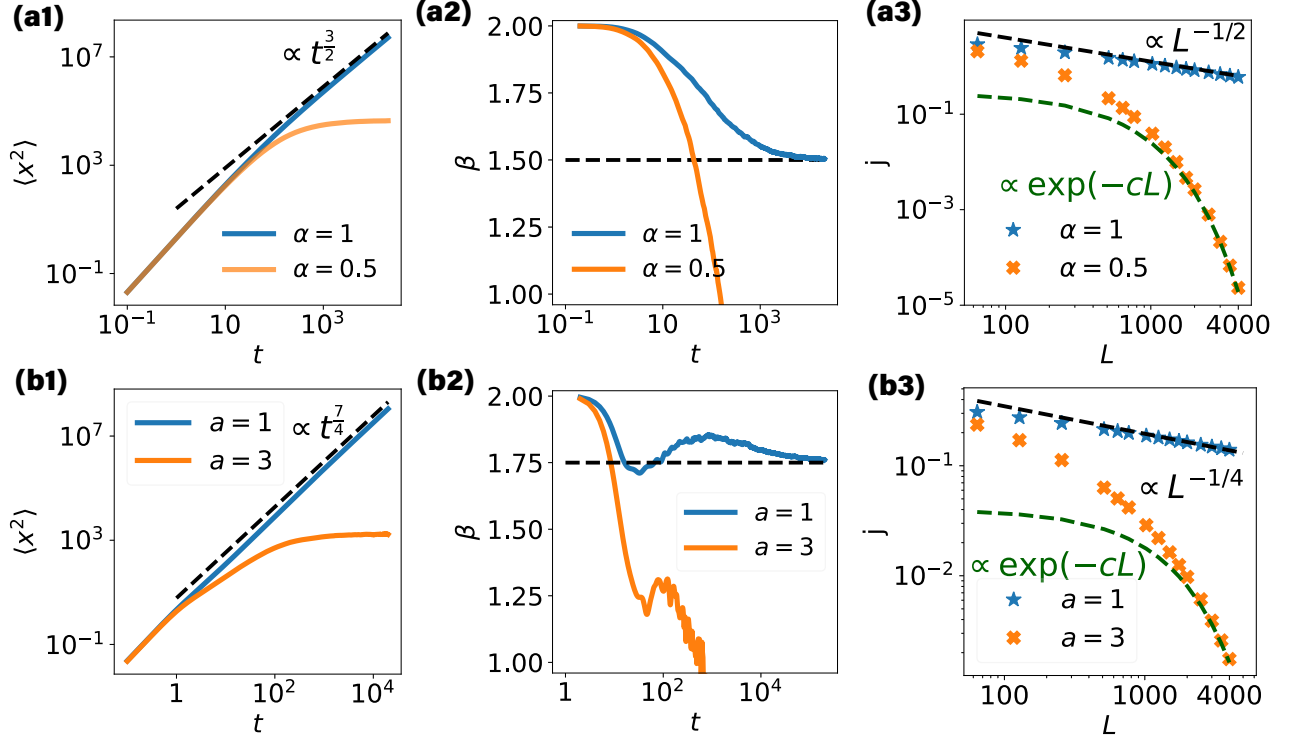 (a1)
10^7
10^3
10^{-1}
⟨x^2⟩
∝ t^{3/2}
α = 1
α = 0.5
10^{-1}
10
10^3
t
(a2)
2.00
1.75
1.50
1.25
1.00
β
α = 1
α = 0.5
10
10^3
t
(a3)
10^{-1}
10^{-3}
10^{-5}
j
∝ L^{-1/2}
∝ exp(−cL)
α = 1
α = 0.5
100
1000
4000
L
(b1)
10^7
10^3
10^{-1}
⟨x^2⟩
a = 1
a = 3
∝ t^{7/4}
1
10^2
10^4
t
(b2)
2.00
1.75
1.50
1.25
1.00
β
a = 1
a = 3
1
10^2
10^4
t
(b3)
10^{-1}
10^{-2}
j
∝ L^{-1/4}
∝ exp(−cL)
a = 1
a = 3
100
1000
4000
L